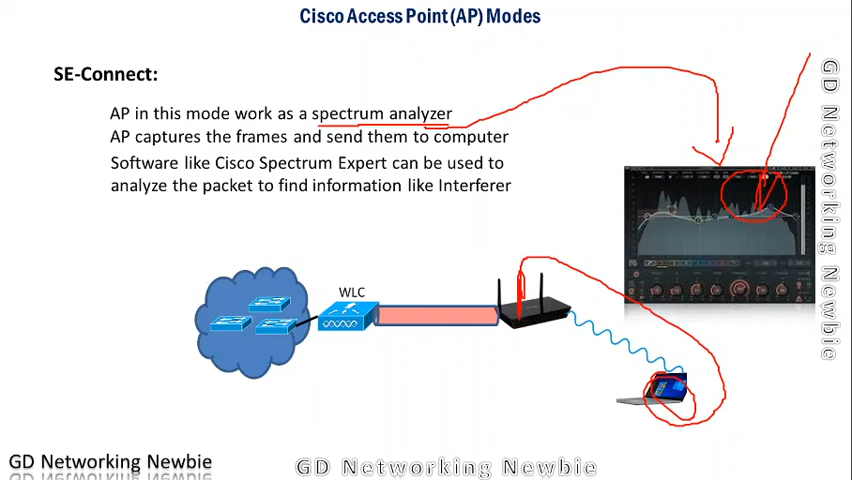 Cisco Access Point (AP) Modes
SE-Connect:
AP in this mode work as a spectrum analyzer
AP captures the frames and send them to computer
Software like Cisco Spectrum Expert can be used to
analyze the packet to find information like Interferer
WLC
GD Networking Newbie
GD Networking Newbie
GD Networking Newbie